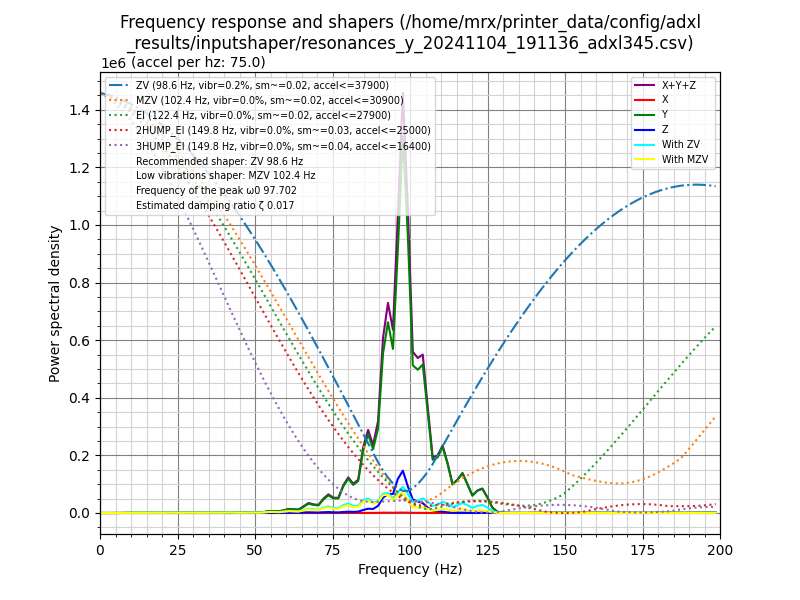 Frequency response and shapers (/home/mrx/printer_data/config/adxl
_results/inputshaper/resonances_y_20241104_191136_adxl345.csv)
1e6 (accel per hz: 75.0)
ZV (98.6 Hz, vibr=0.2%, sm~=0.02, accel<=37900)
MZV (102.4 Hz, vibr=0.0%, sm~=0.02, accel<=30900)
EI (122.4 Hz, vibr=0.0%, sm~=0.02, accel<=27900)
2HUMP_EI (149.8 Hz, vibr=0.0%, sm~=0.03, accel<=25000)
3HUMP_EI (149.8 Hz, vibr=0.0%, sm~=0.04, accel<=16400)
Recommended shaper: ZV 98.6 Hz
Low vibrations shaper: MZV 102.4 Hz
Frequency of the peak ω0 97.702
Estimated damping ratio ζ 0.017
X+Y+Z
X
Y
Z
With ZV
With MZV
1.4
1.2
1.0
0.8
0.6
0.4
0.2
0.0
Power spectral density
0 25 50 75 100 125 150 175 200
Frequency (Hz)